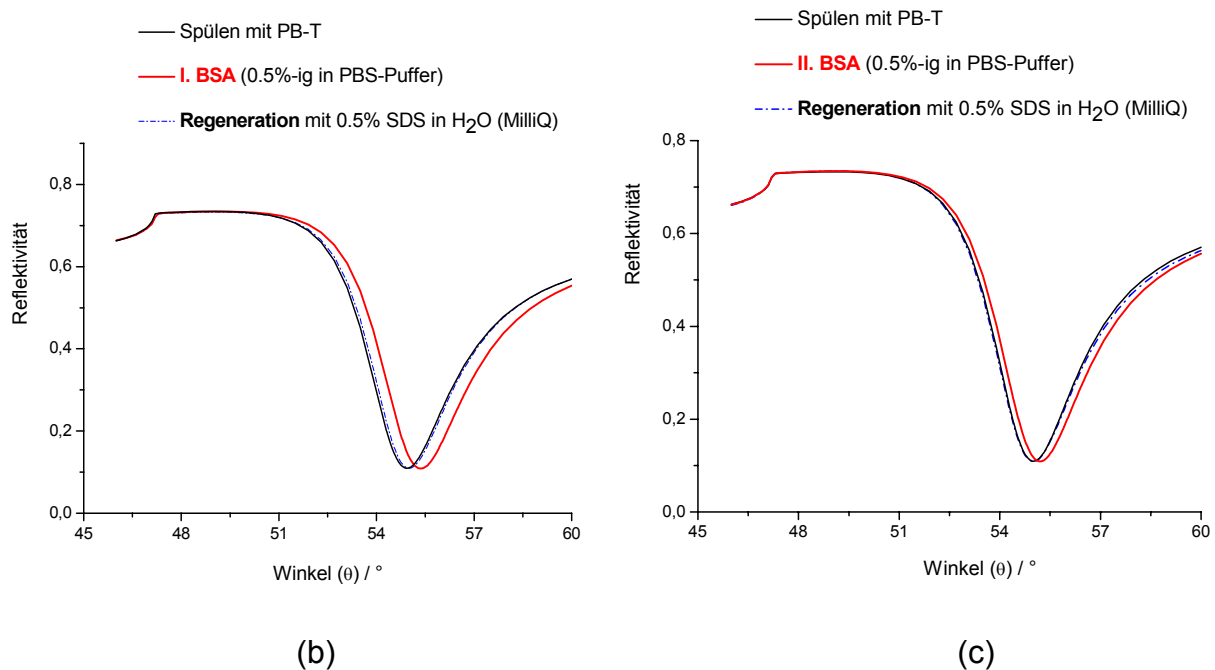 Spülen mit PB-T
I. BSA (0.5%-ig in PBS-Puffer)
Regeneration mit 0.5% SDS in H2O (MilliQ)
0,8
0,6
0,4
0,2
0,0
Reflektivität
45 48 51 54 57 60
Winkel (θ) / °
(b)
Spülen mit PB-T
II. BSA (0.5%-ig in PBS-Puffer)
Regeneration mit 0.5% SDS in H2O (MilliQ)
0,8
0,6
0,4
0,2
0,0
Reflektivität
45 48 51 54 57 60
Winkel (θ) / °
(c)